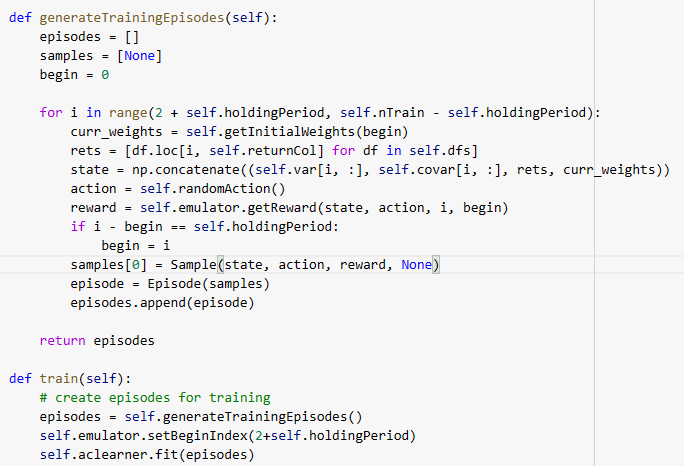 def generateTrainingEpisodes(self):
    episodes = []
    samples = [None]
    begin = 0

    for i in range(2 + self.holdingPeriod, self.nTrain - self.holdingPeriod):
        curr_weights = self.getInitialWeights(begin)
        rets = [df.loc[i, self.returnCol] for df in self.dfs]
        state = np.concatenate((self.var[i, :], self.covar[i, :], rets, curr_weights))
        action = self.randomAction()
        reward = self.emulator.getReward(state, action, i, begin)
        if i - begin == self.holdingPeriod:
            begin = i
        samples[0] = Sample(state, action, reward, None)
        episode = Episode(samples)
        episodes.append(episode)

    return episodes

def train(self):
    # create episodes for training
    episodes = self.generateTrainingEpisodes()
    self.emulator.setBeginIndex(2+self.holdingPeriod)
    self.aclearner.fit(episodes)